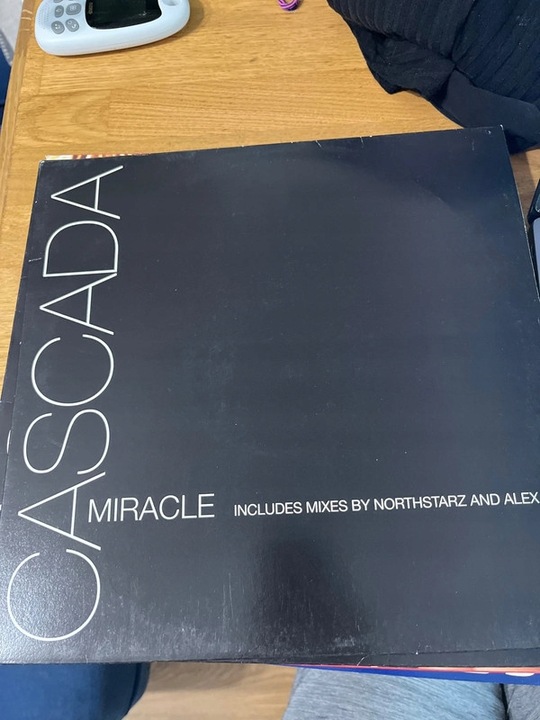 CASCADA
MIRACLE INCLUDES MIXES BY NORTHSTARZ AND ALEX